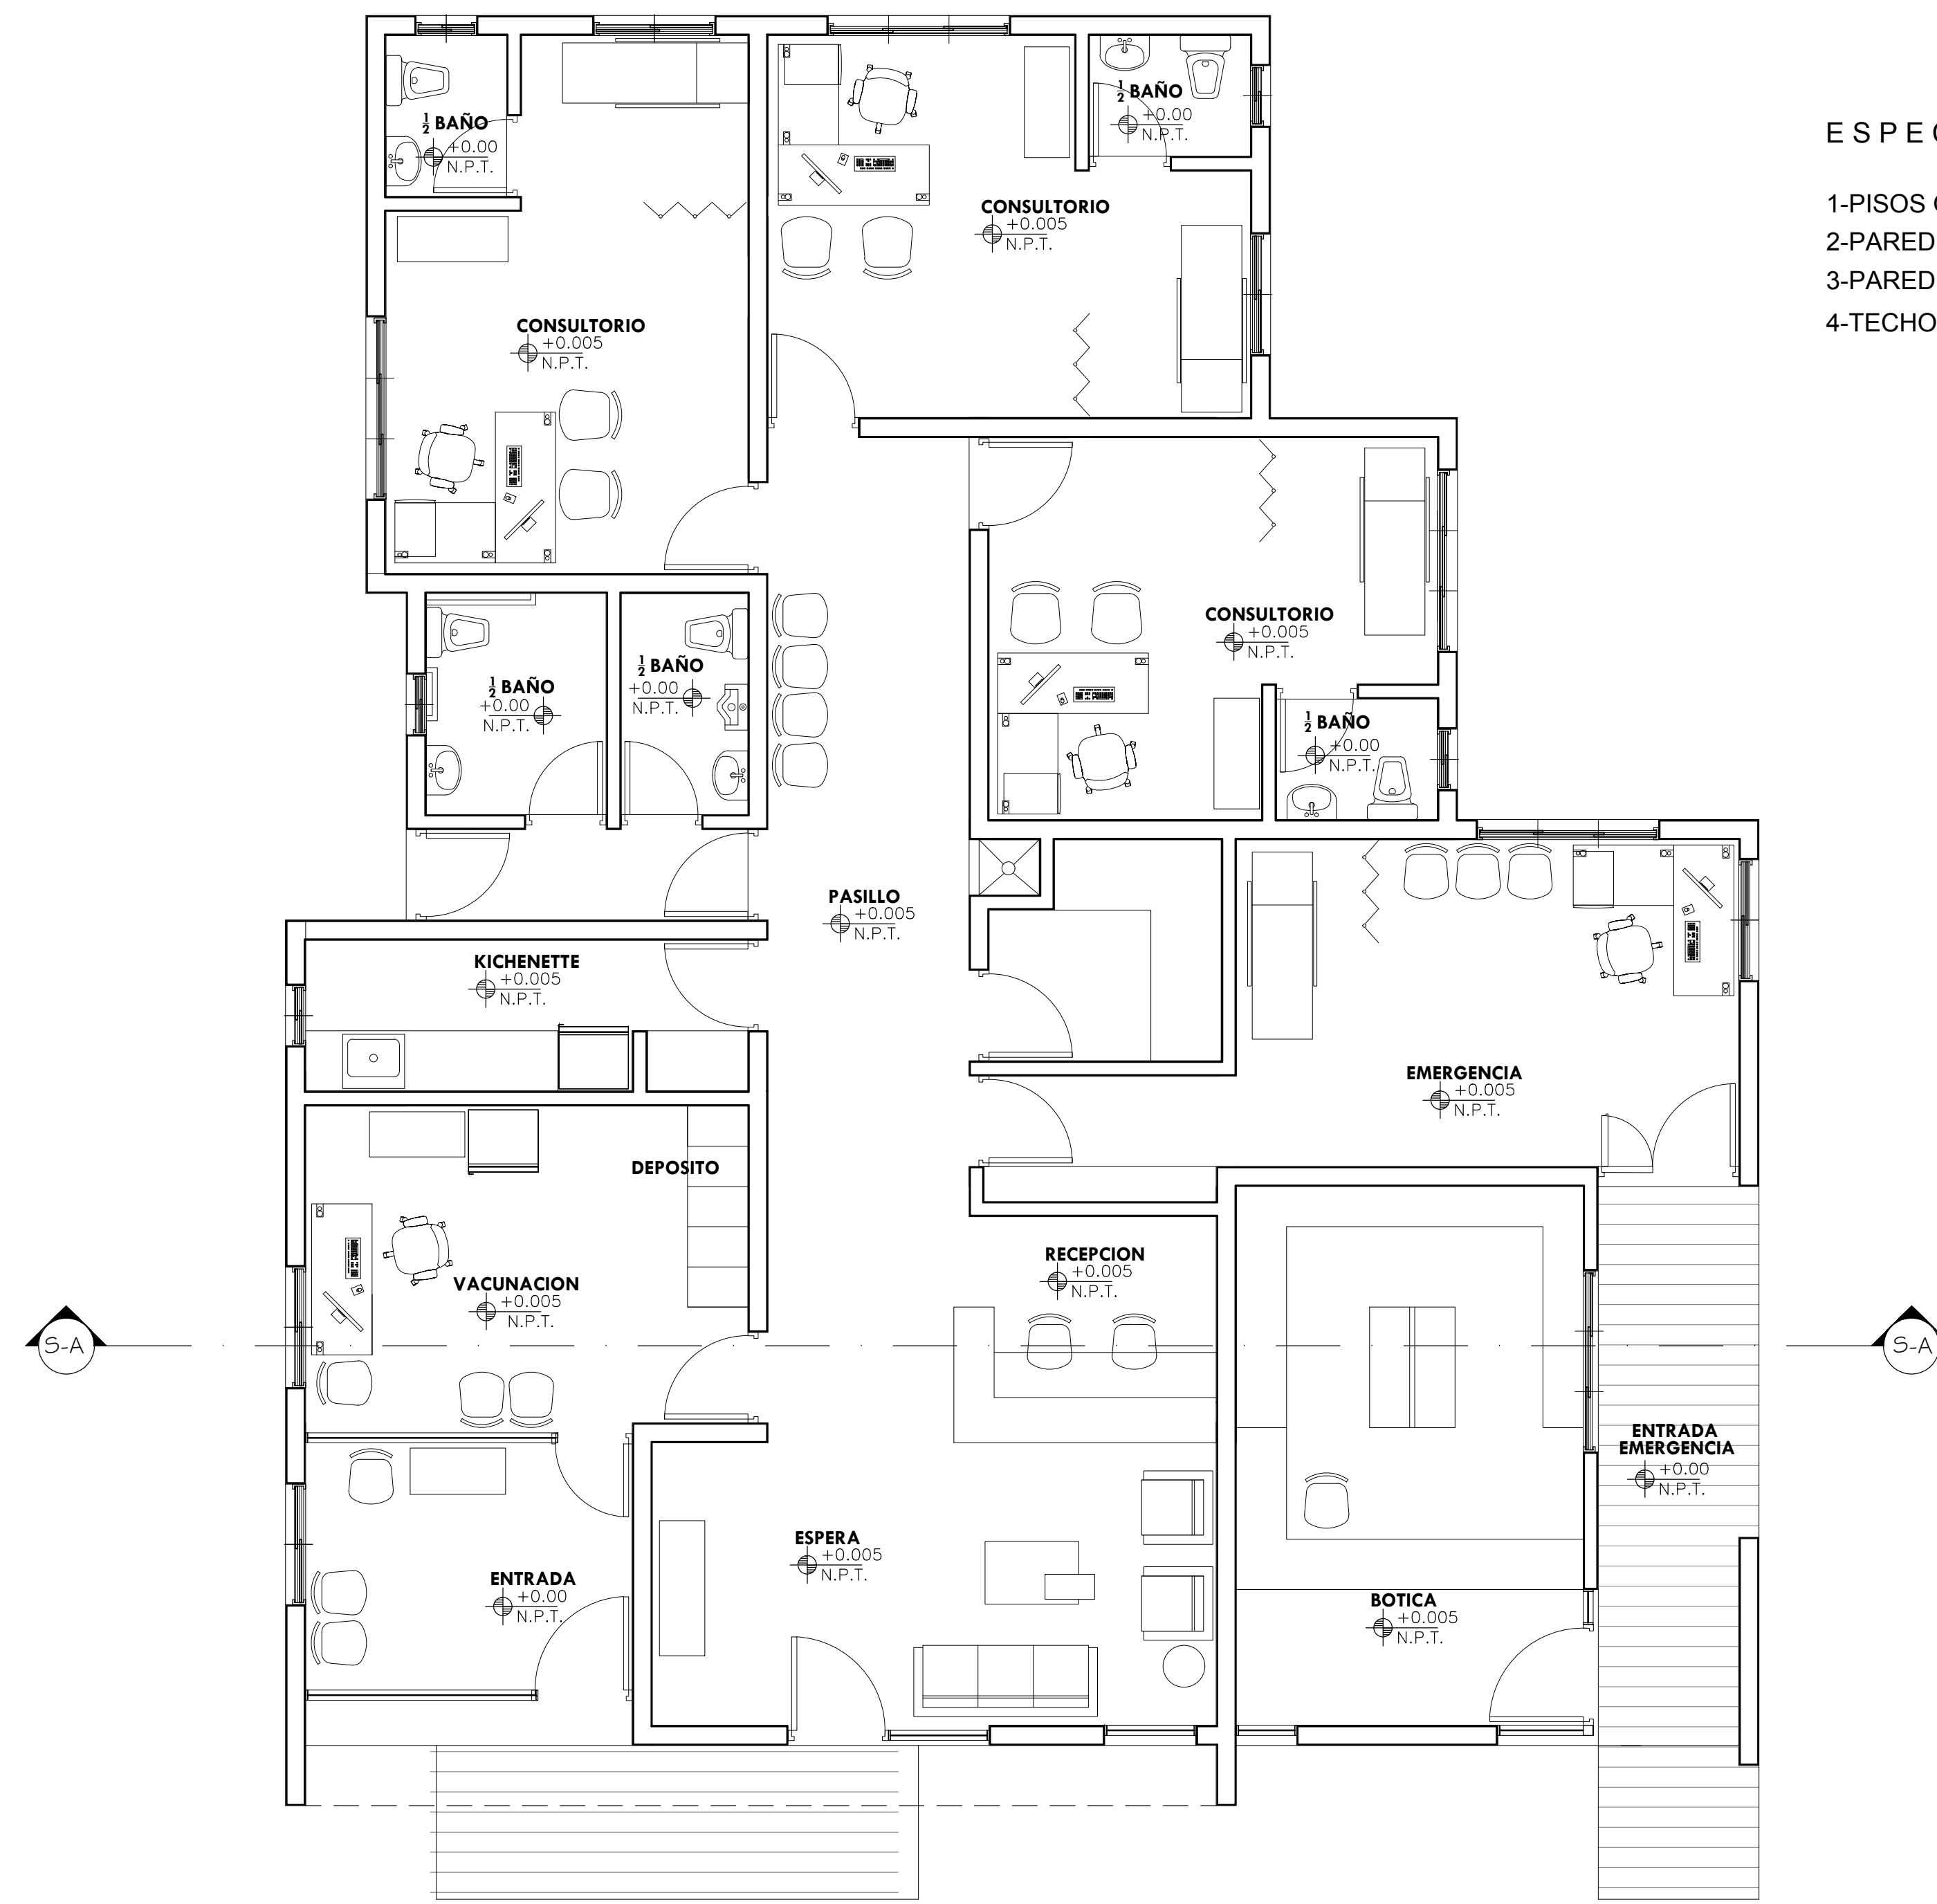 ½ BAÑO
+0.00
N.P.T.
½ BAÑO
+0.00
N.P.T.
E S P E
1-PISOS
2-PARED
3-PARED
4-TECHO
CONSULTORIO
+0.005
N.P.T.
CONSULTORIO
+0.005
N.P.T.
CONSULTORIO
+0.005
N.P.T.
½ BAÑO
+0.00
N.P.T.
½ BAÑO
+0.00
N.P.T.
½ BAÑO
+0.00
N.P.T.
PASILLO
+0.005
N.P.T.
KICHENETTE
+0.005
N.P.T.
EMERGENCIA
+0.005
N.P.T.
DEPOSITO
RECEPCION
+0.005
N.P.T.
VACUNACION
+0.005
N.P.T.
S-A
S-A
ENTRADA
EMERGENCIA
+0.00
N.P.T.
ESPERA
+0.005
N.P.T.
ENTRADA
+0.00
N.P.T.
BOTICA
+0.005
N.P.T.